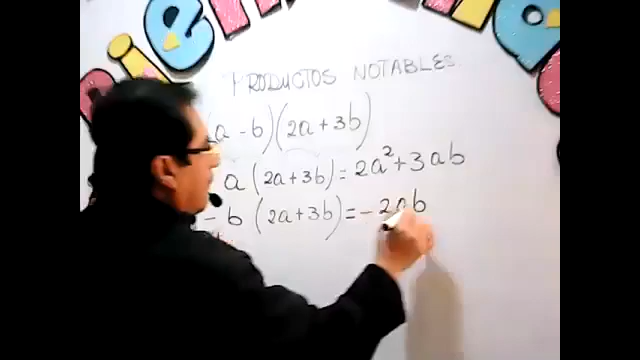 PRODUCTOS NOTABLES
a - b)(2a + 3b)
a (2a + 3b) = 2a² + 3ab
- b (2a + 3b) = - 2ab